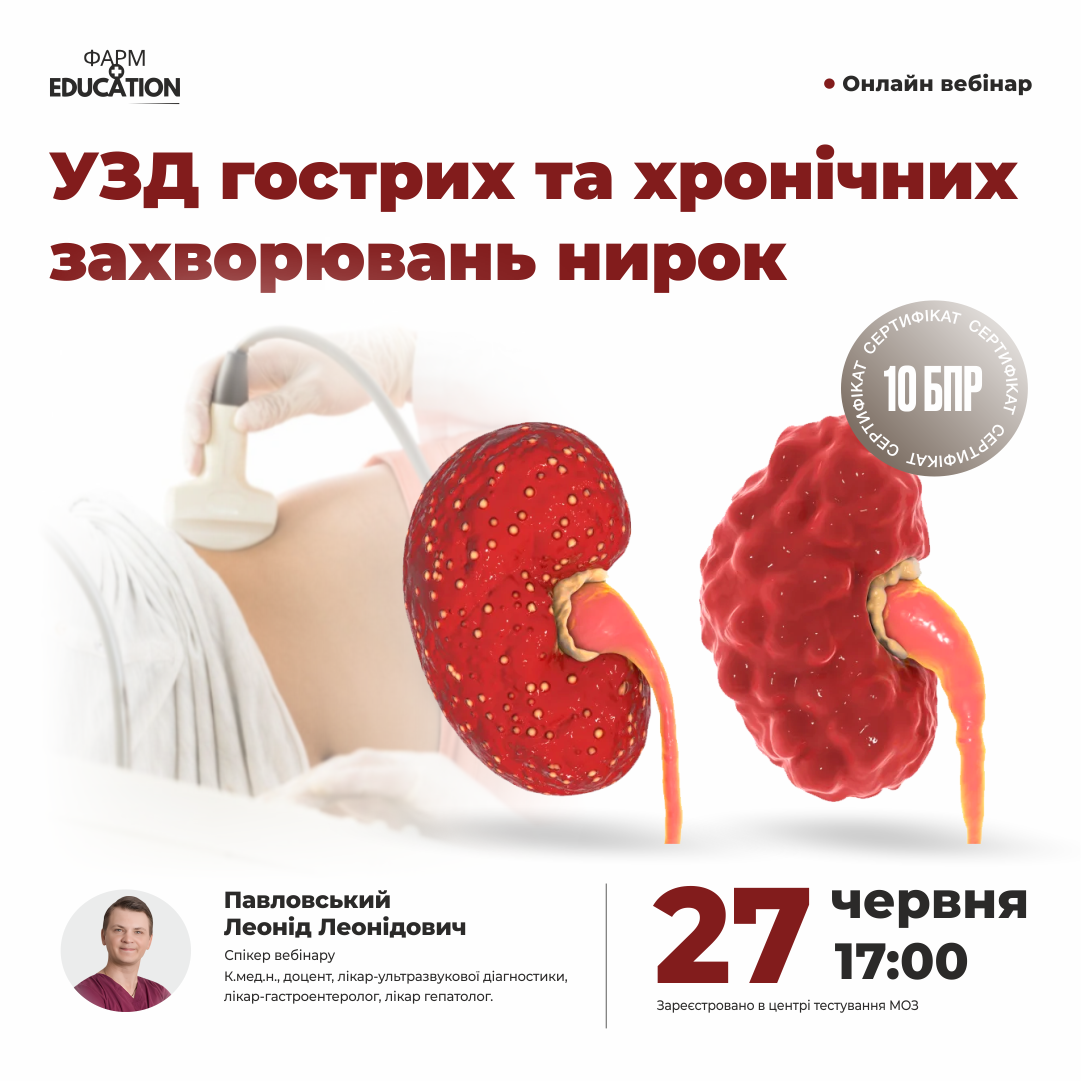 ФАРМ
EDUCATION
Онлайн вебінар
УЗД гострих та хронічних
захворювань нирок
СЕРТИФІКАТ СЕРТИФІКАТ СЕРТИФІКАТ СЕРТИФІКАТ
10 БПР
Павловський
Леонід Леонідович
Спікер вебінару
К.мед.н., доцент, лікар-ультразвукової діагностики,
лікар-гастроентеролог, лікар гепатолог.
27 червня
17:00
Зареєстровано в центрі тестування МОЗ